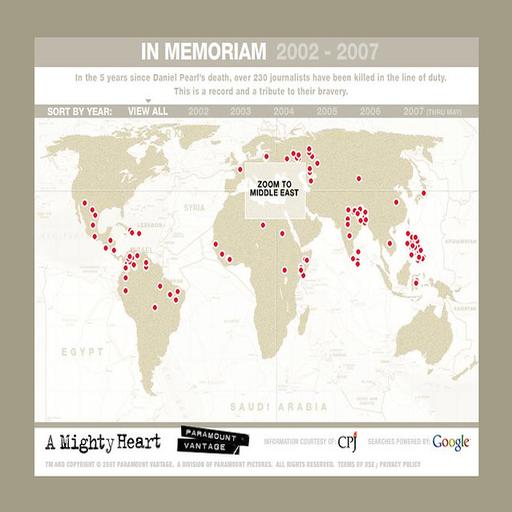 IN MEMORIAM 2002 - 2007
In the 5 years since Daniel Pearl's death, over 230 journalists have been killed in the line of duty.
This is a record and a tribute to their bravery.
SORT BY YEAR: VIEW ALL 2002 2003 2004 2005 2006 2007 (THRU MAY)
ZOOM TO
MIDDLE EAST
SYRIA
LEBANON
ISRAEL
EGYPT
SAUDI ARABIA
A Mighty Heart
PARAMOUNT
VANTAGE
INFORMATION COURTESY OF: CPJ SEARCHES POWERED BY: Google
TM AND COPYRIGHT © 2007 PARAMOUNT VANTAGE. A DIVISION OF PARAMOUNT PICTURES. ALL RIGHTS RESERVED. TERMS OF USE / PRIVACY POLICY